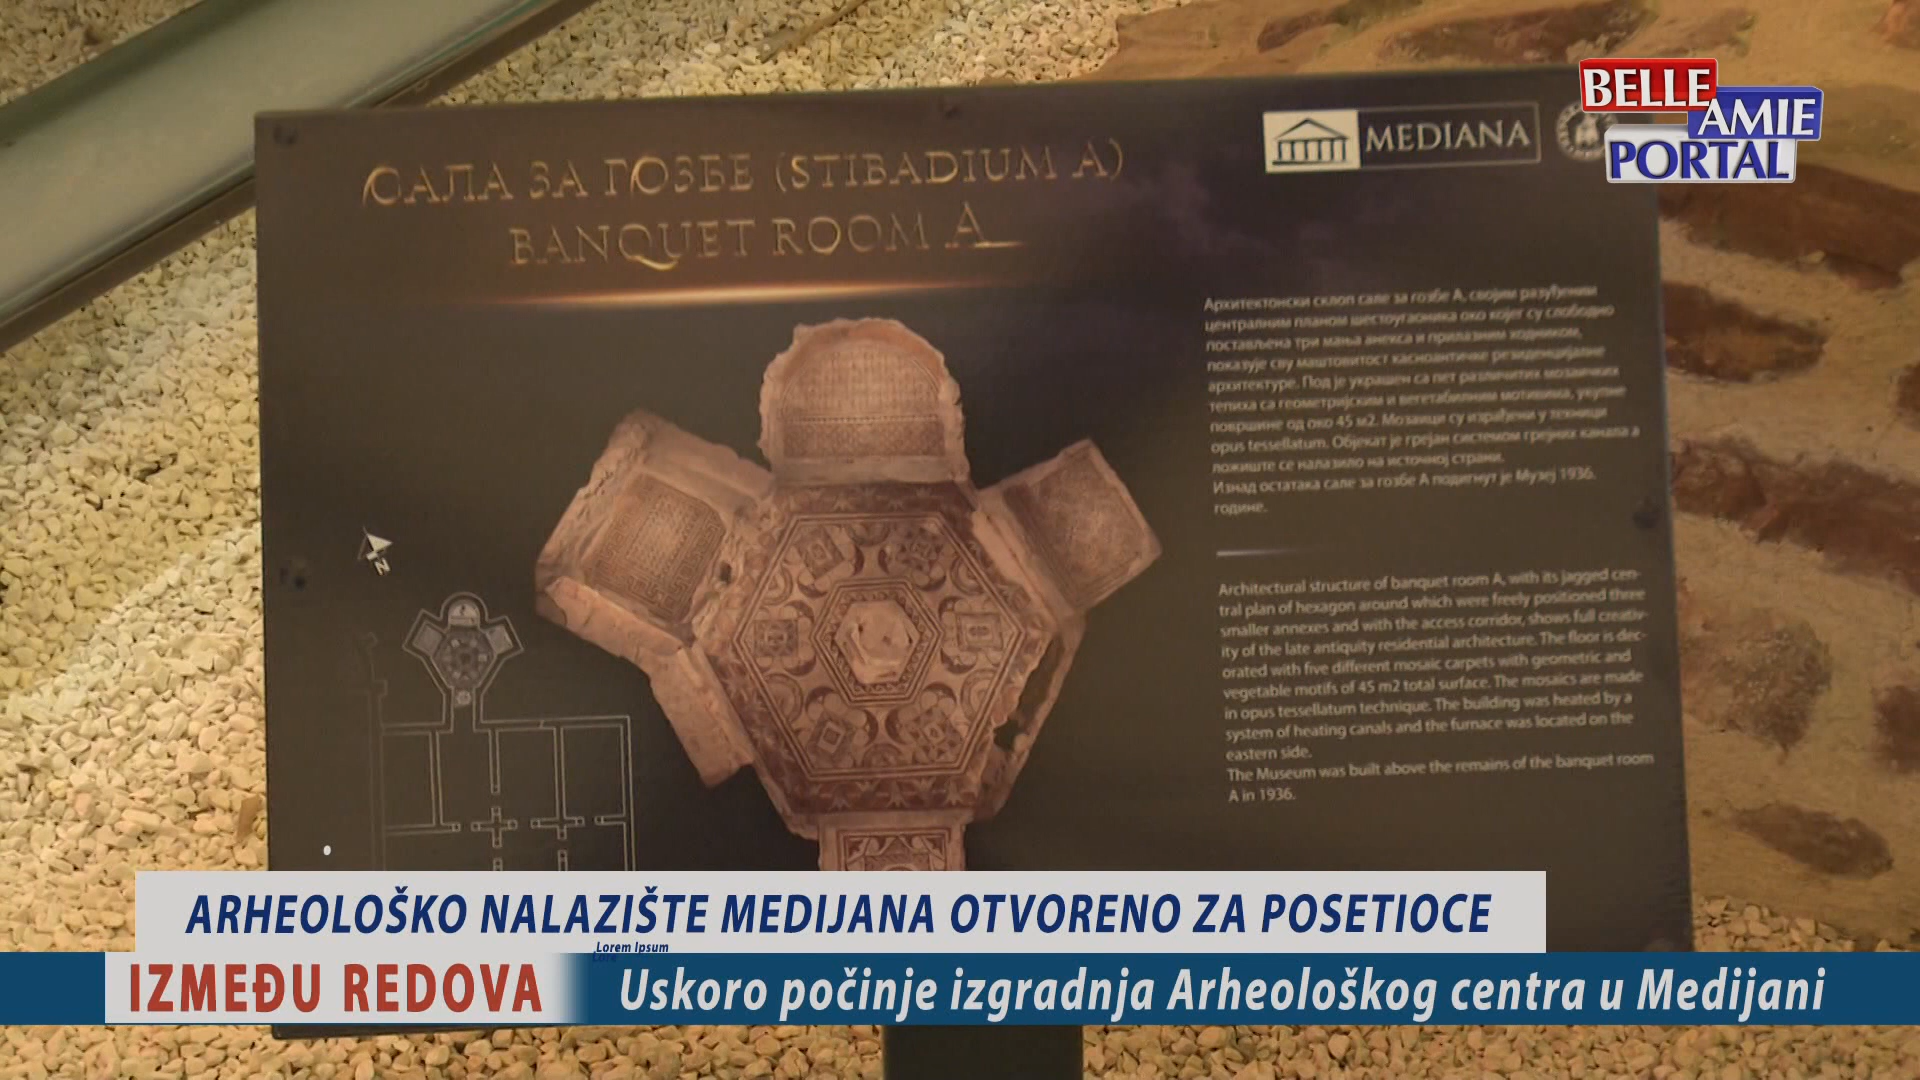 BELLE
AMIE
PORTAL
MEDIANA
САЛА ЗА ГОЗБЕ (STIBADIUM A)
BANQUET ROOM A
Архитектонски склоп сале за гозбе А, својим разуђеним
централним планом шестоугаоника око којег су слободно
постављена три мања анекса и прилазним ходником,
показује сву маштовитост касноантичке резиденцијалне
архитектуре. Под је украшен са пет различитих мозаичких
тепиха са геометријским и вегетабилним мотивима, укупне
површине од око 45 м2. Мозаици су израђени у техници
opus tessellatum. Објекат је грејан системом грејних канала а
ложиште се налазило на источној страни.
Изнад остатака сале за гозбе А подигнут је Музеј 1936.
године.
Architectural structure of banquet room A, with its jagged cen-
tral plan of hexagon around which were freely positioned three
smaller annexes and with the access corridor, shows full creativ-
ity of the late antiquity residential architecture. The floor is dec-
orated with five different mosaic carpets with geometric and
vegetable motifs of 45 m2 total surface. The mosaics are made
in opus tessellatum technique. The building was heated by a
system of heating canals and the furnace was located on the
eastern side.
The Museum was built above the remains of the banquet room
A in 1936.
N
ARHEOLOŠKO NALAZIŠTE MEDIJANA OTVORENO ZA POSETIOCE
Lorem Ipsum
Lore
IZMEĐU REDOVA
Uskoro počinje izgradnja Arheološkog centra u Medijani